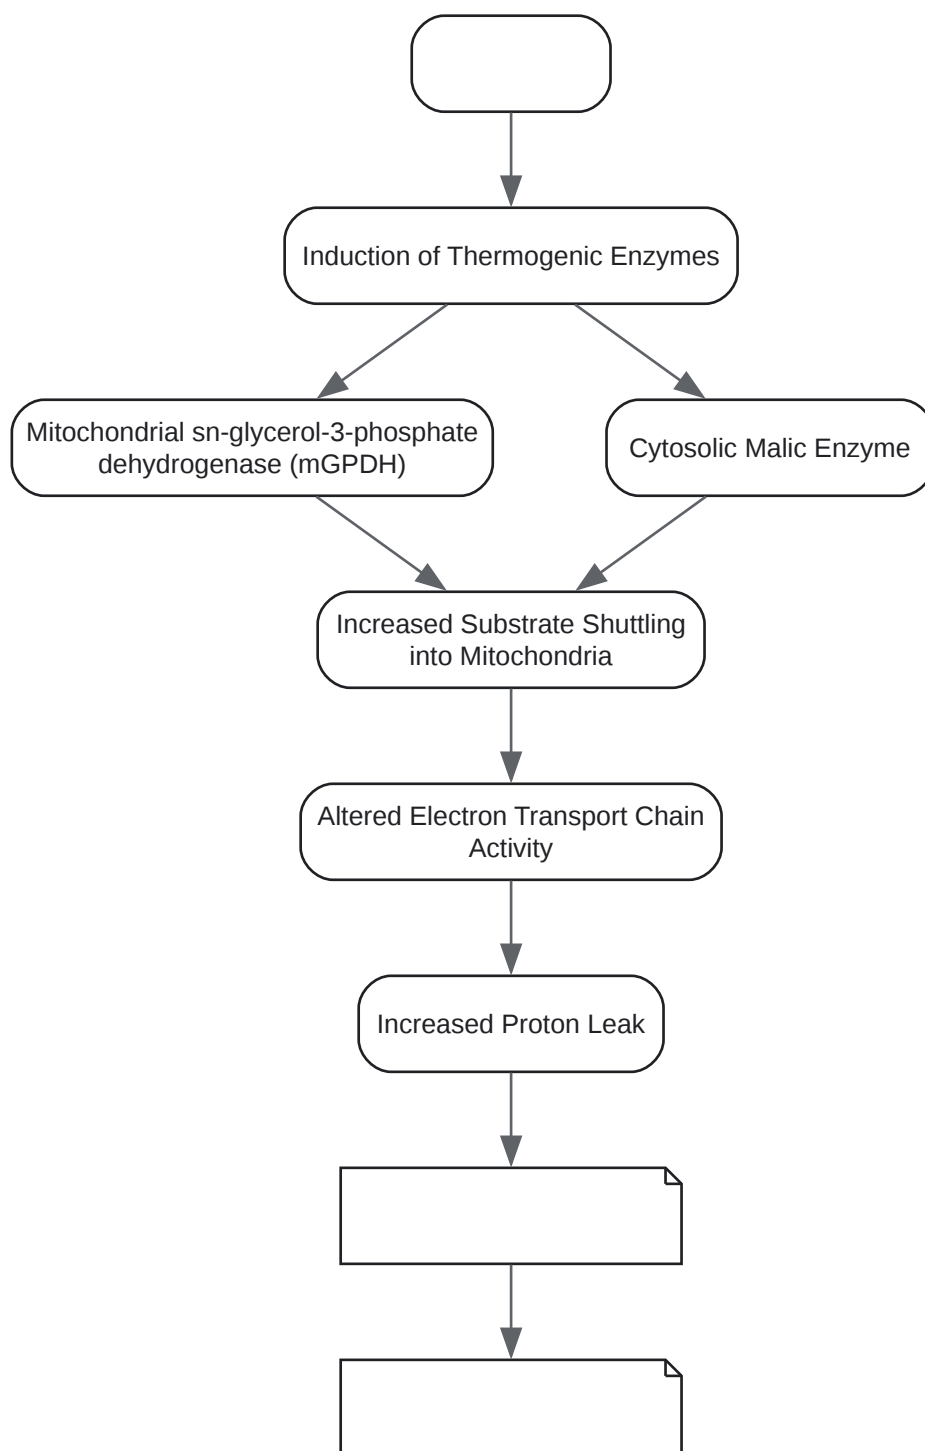 Induction of Thermogenic Enzymes
Mitochondrial sn-glycerol-3-phosphate
dehydrogenase (mGPDH)
Cytosolic Malic Enzyme
Increased Substrate Shuttling
into Mitochondria
Altered Electron Transport Chain
Activity
Increased Proton Leak